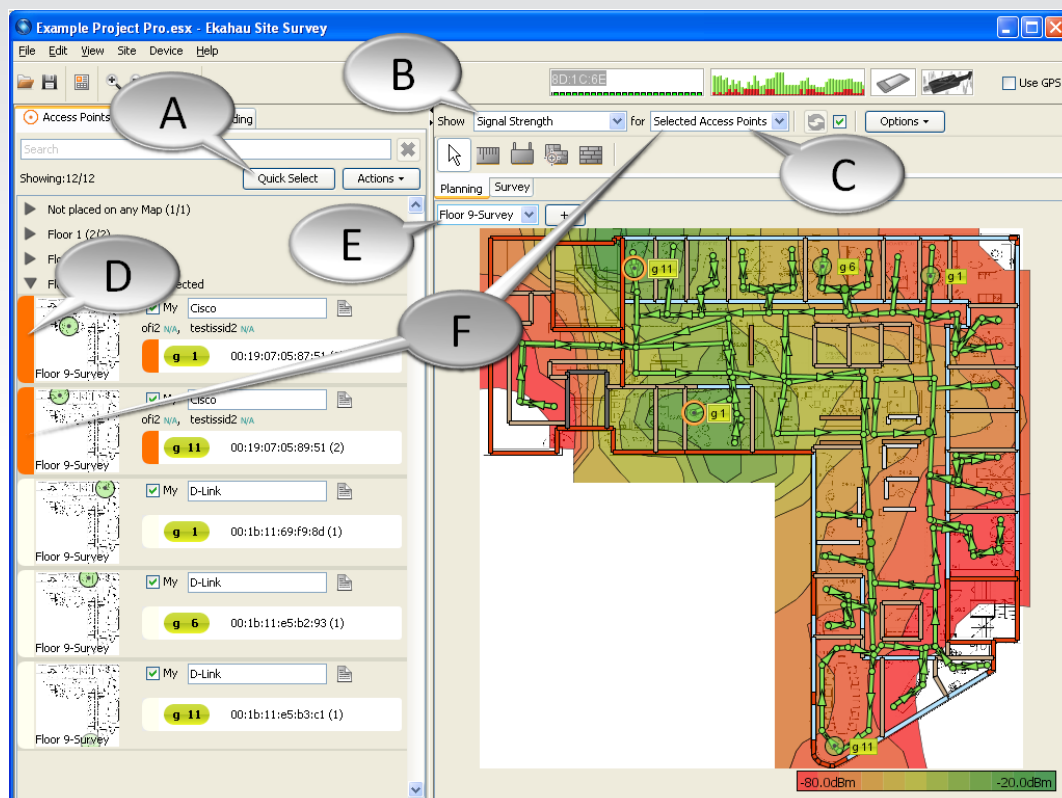 Example Project Pro.esx - Ekahau Site Survey
File Edit View Site Device Help
8D:1C:6E
Use GPS
A
B
C
D
E
F
Access Points
Search
Showing:12/12
Quick Select
Actions
Not placed on any Map (1/1)
Floor 1 (2/2)
My Cisco
ofi2 N/A, testissid2 N/A
g 1 00:19:07:05:87:51
Floor 9-Survey
My Cisco
ofi2 N/A, testissid2 N/A
g 11 00:19:07:05:89:51 (2)
Floor 9-Survey
My D-Link
g 1 00:1b:11:69:f9:8d (1)
Floor 9-Survey
My D-Link
g 6 00:1b:11:e5:b2:93 (1)
Floor 9-Survey
My D-Link
g 11 00:1b:11:e5:b3:c1 (1)
Floor 9-Survey
Show Signal Strength for Selected Access Points Options
Planning Survey
Floor 9-Survey +
g 11
g 6
g 1
g 1
g 11
-80.0dBm -20.0dBm